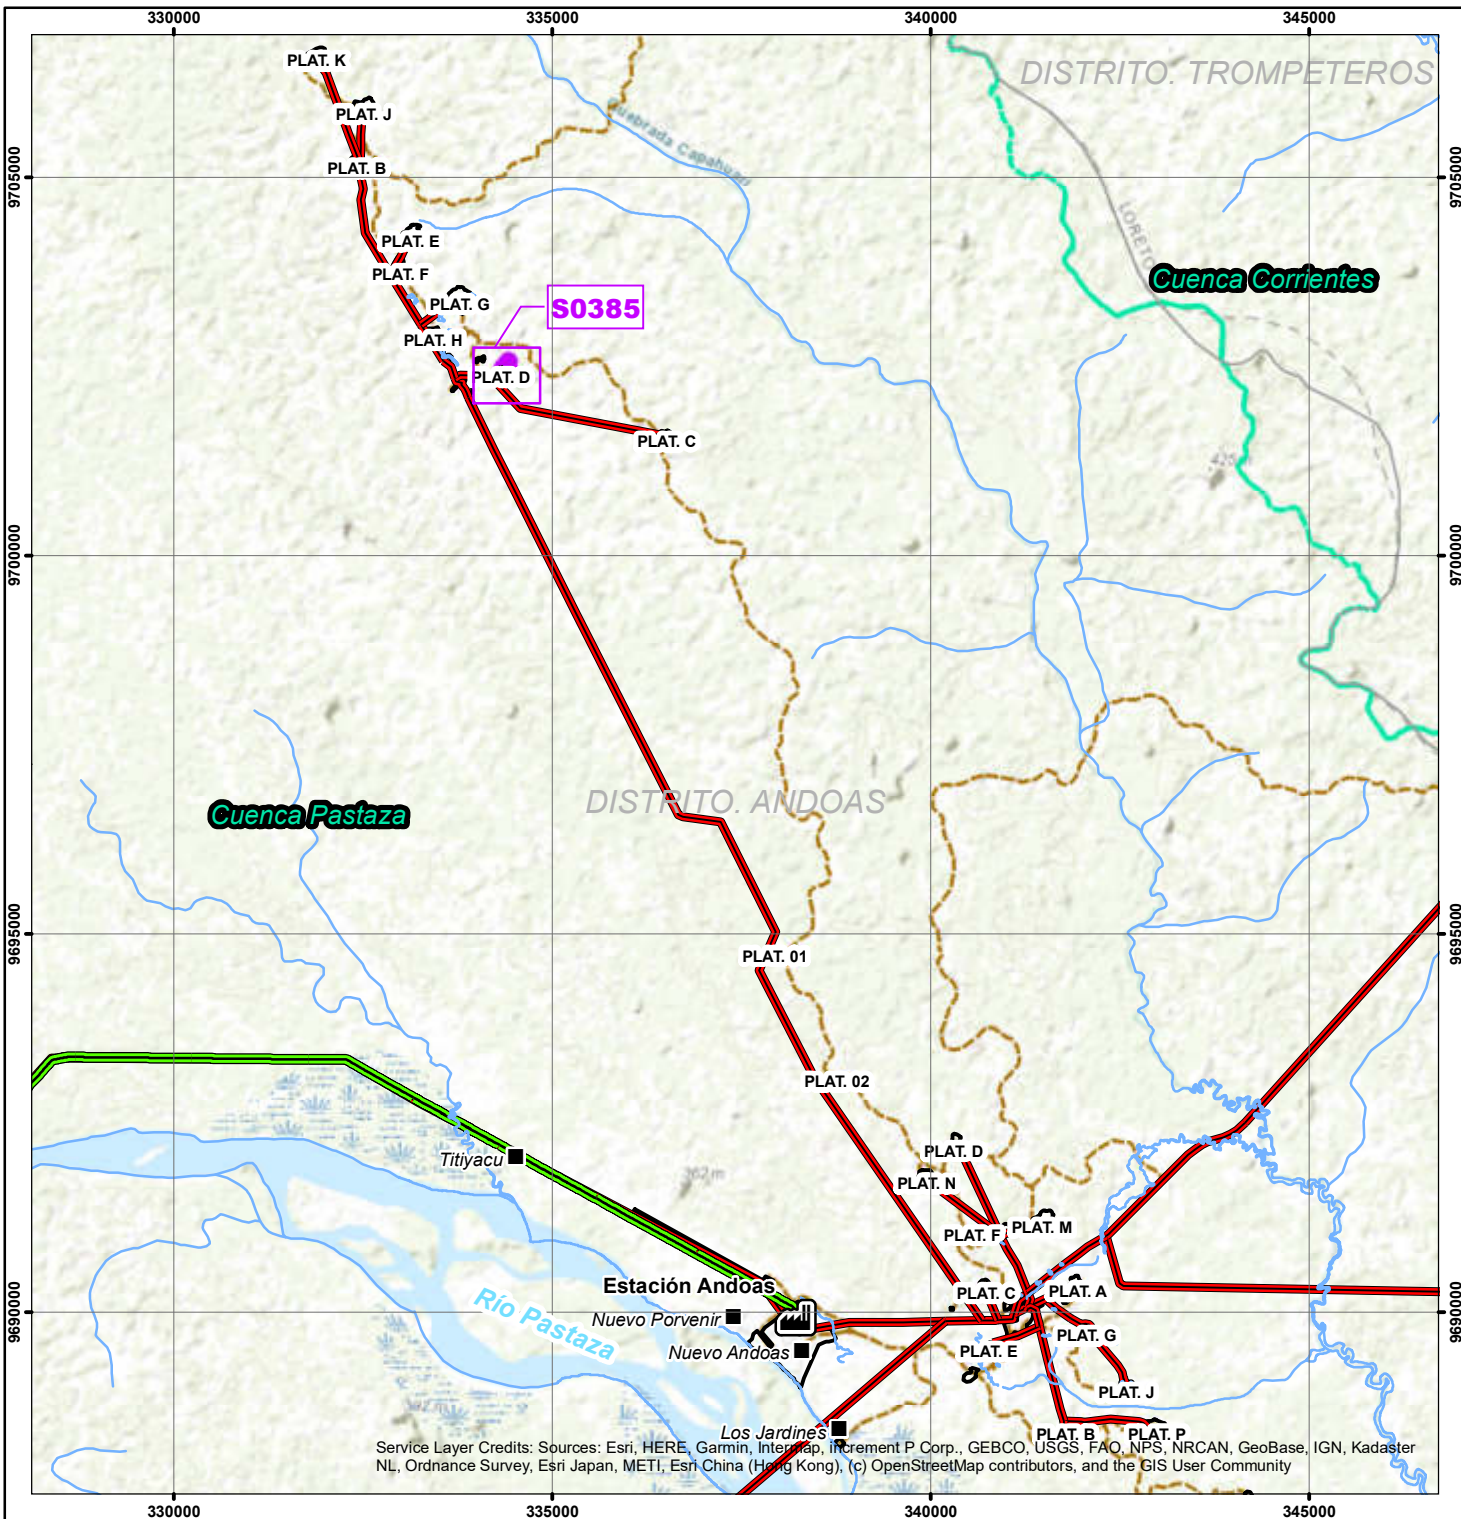 330000
335000
340000
345000
PLAT. K
DISTRITO. TROMPETEROS
PLAT. J
Quebrada Capahuari
PLAT. B
9705000
9705000
LORETO
PLAT. E
PLAT. F
Cuenca Corrientes
PLAT. G
S0385
PLAT. H
PLAT. D
PLAT. C
9700000
9700000
DISTRITO. ANDOAS
Cuenca Pastaza
9695000
9695000
PLAT. 01
PLAT. 02
PLAT. D
Titiyacu
362 m
PLAT. N
PLAT. F
PLAT. M
Estación Andoas
PLAT. C
PLAT. A
Río Pastaza
Nuevo Porvenir
9690000
9690000
PLAT. G
Nuevo Andoas
PLAT. E
PLAT. J
Los Jardines
PLAT. B
PLAT. P
Service Layer Credits: Sources: Esri, HERE, Garmin, Intermap, increment P Corp., GEBCO, USGS, FAO, NPS, NRCAN, GeoBase, IGN, Kadaster
NL, Ordnance Survey, Esri Japan, METI, Esri China (Hong Kong), (c) OpenStreetMap contributors, and the GIS User Community
330000
335000
340000
345000